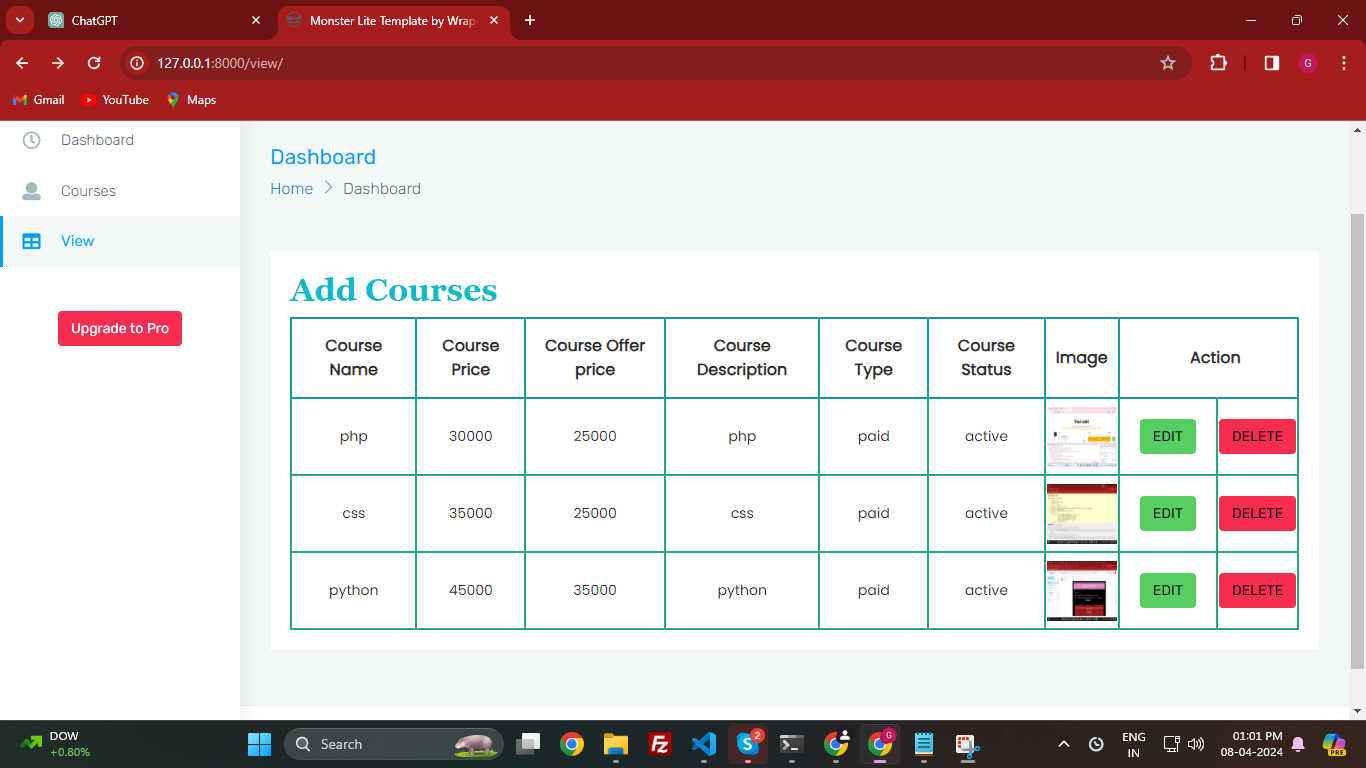 ChatGPT
Monster Lite Template by Wrap
127.0.0.1:8000/view/
G
Gmail
YouTube
Maps
Dashboard
Courses
View
Upgrade to Pro
Dashboard
Home
Dashboard
Add Courses
Course Name Course Price Course Offer price Course Description Course Type Course Status Image Action
php 30000 25000 php paid active EDIT DELETE
css 35000 25000 css paid active EDIT DELETE
python 45000 35000 python paid active EDIT DELETE
DOW
+0.80%
Search
2
G
ENG
IN
01:01 PM
08-04-2024
PRE